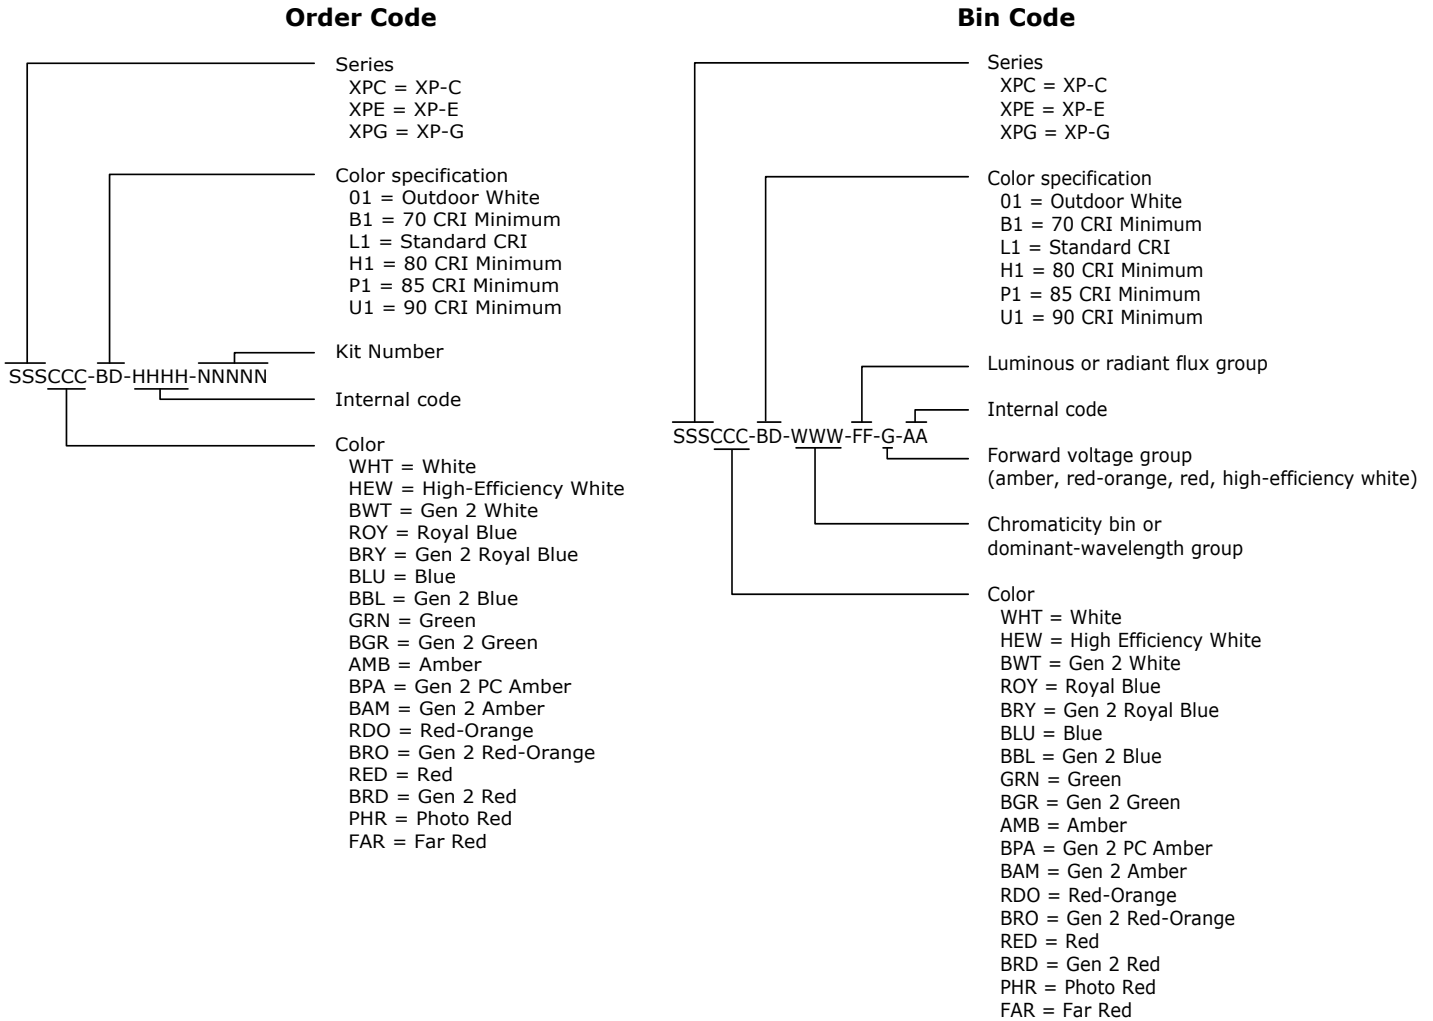 Order Code
Series
XPC = XP-C
XPE = XP-E
XPG = XP-G
Color specification
01 = Outdoor White
B1 = 70 CRI Minimum
L1 = Standard CRI
H1 = 80 CRI Minimum
P1 = 85 CRI Minimum
U1 = 90 CRI Minimum
Kit Number
SSSCCC-BD-HHHH-NNNNN
Internal code
Color
WHT = White
HEW = High-Efficiency White
BWT = Gen 2 White
ROY = Royal Blue
BRY = Gen 2 Royal Blue
BLU = Blue
BBL = Gen 2 Blue
GRN = Green
BGR = Gen 2 Green
AMB = Amber
BPA = Gen 2 PC Amber
BAM = Gen 2 Amber
RDO = Red-Orange
BRO = Gen 2 Red-Orange
RED = Red
BRD = Gen 2 Red
PHR = Photo Red
FAR = Far Red
Bin Code
Series
XPC = XP-C
XPE = XP-E
XPG = XP-G
Color specification
01 = Outdoor White
B1 = 70 CRI Minimum
L1 = Standard CRI
H1 = 80 CRI Minimum
P1 = 85 CRI Minimum
U1 = 90 CRI Minimum
Luminous or radiant flux group
Internal code
SSSCCC-BD-WWW-FF-G-AA
Forward voltage group
(amber, red-orange, red, high-efficiency white)
Chromaticity bin or
dominant-wavelength group
Color
WHT = White
HEW = High Efficiency White
BWT = Gen 2 White
ROY = Royal Blue
BRY = Gen 2 Royal Blue
BLU = Blue
BBL = Gen 2 Blue
GRN = Green
BGR = Gen 2 Green
AMB = Amber
BPA = Gen 2 PC Amber
BAM = Gen 2 Amber
RDO = Red-Orange
BRO = Gen 2 Red-Orange
RED = Red
BRD = Gen 2 Red
PHR = Photo Red
FAR = Far Red